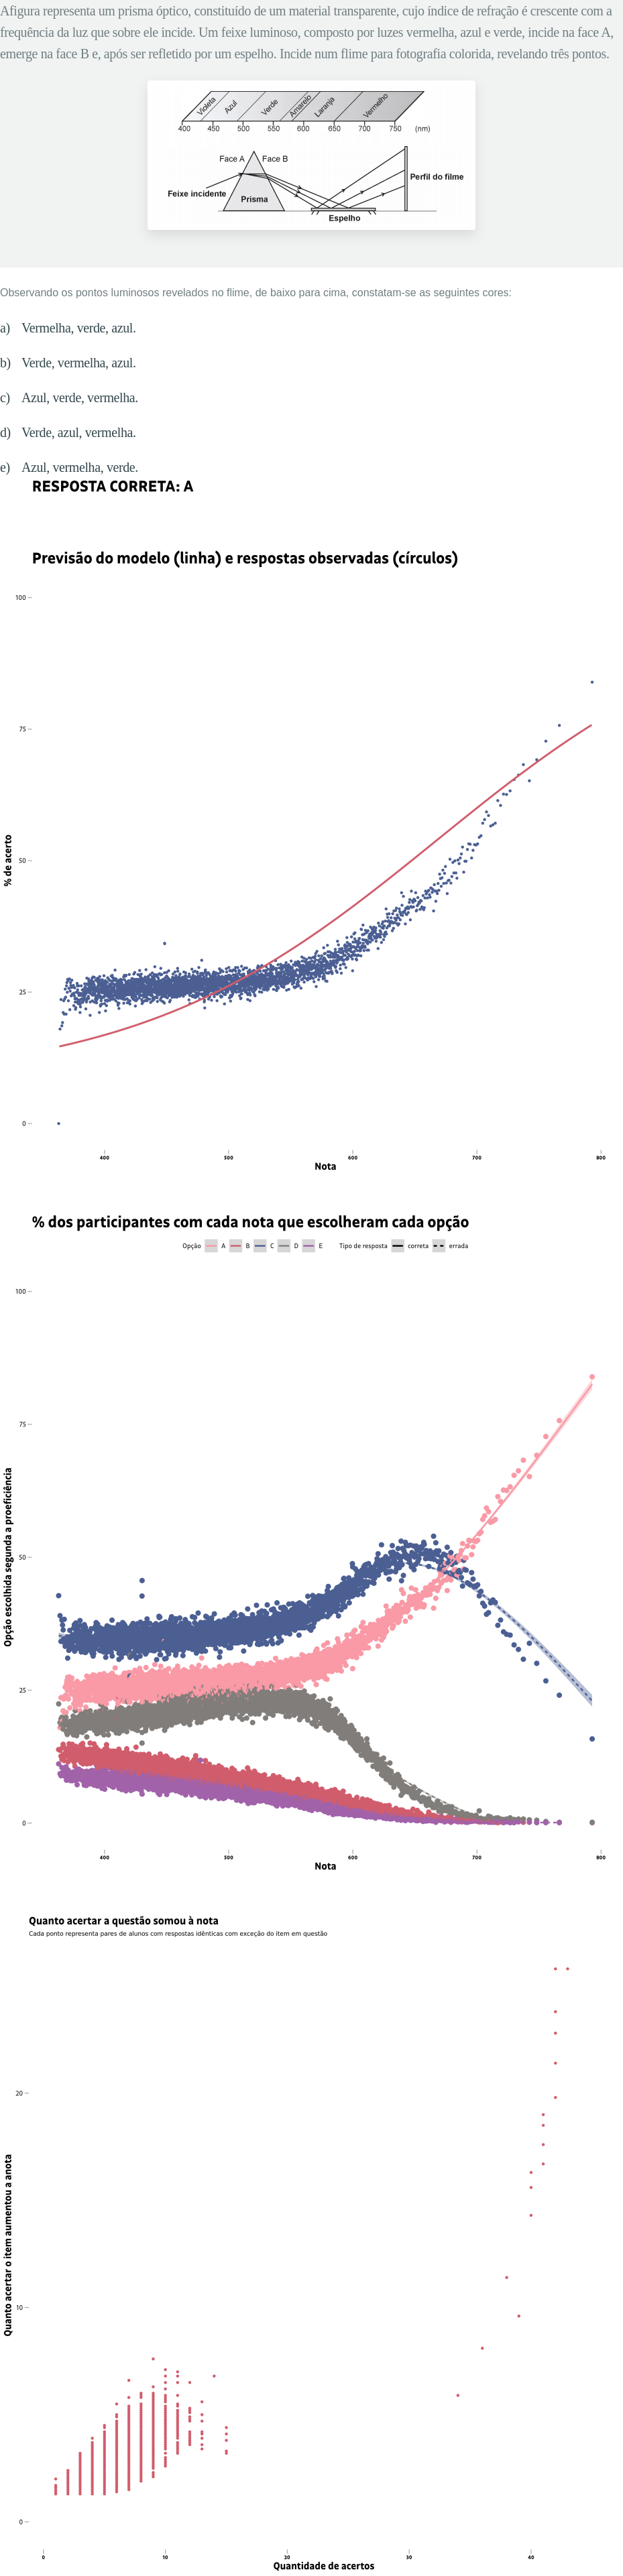 Afigura representa um prisma óptico, constituído de um material transparente, cujo índice de refração é crescente com a
frequência da luz que sobre ele incide. Um feixe luminoso, composto por luzes vermelha, azul e verde, incide na face A,
emerge na face B e, após ser refletido por um espelho. Incide num flime para fotografia colorida, revelando três pontos.
Violeta Azul Verde Amarelo Laranja Vermelho
400 450 500 550 600 650 700 750 (nm)
Face A Face B
Perfil do filme
Feixe incidente
Prisma
Espelho
Observando os pontos luminosos revelados no flime, de baixo para cima, constatam-se as seguintes cores:
a) Vermelha, verde, azul.
b) Verde, vermelha, azul.
c) Azul, verde, vermelha.
d) Verde, azul, vermelha.
e) Azul, vermelha, verde.
RESPOSTA CORRETA: A
Previsão do modelo (linha) e respostas observadas (círculos)
100
75
50
25
0
% de acerto
400 500 600 700 800
Nota
% dos participantes com cada nota que escolheram cada opção
Opção A B C D E Tipo de resposta correta errada
100
75
50
25
0
Opção escolhida segunda a proeficiência
400 500 600 700 800
Nota
Quanto acertar a questão somou à nota
Cada ponto representa pares de alunos com respostas idênticas com exceção do item em questão
20
10
0
Quanto acertar o item aumentou a anota
0 10 20 30 40
Quantidade de acertos